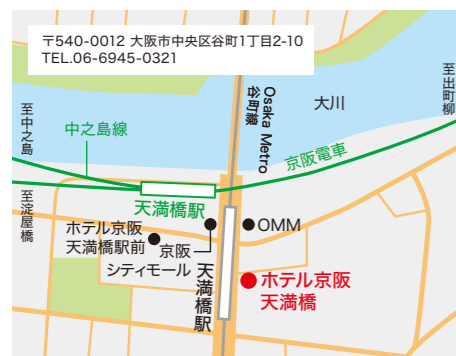 〒540-0012 大阪市中央区谷町1丁目2-10
TEL.06-6945-0321
至出町柳
大川
Osaka Metro
谷町線
至中之島
中之島線
京阪電車
至淀屋橋
天満橋駅
ホテル京阪
天満橋駅前
京阪
シティモール
OMM
天満橋駅
ホテル京阪
天満橋